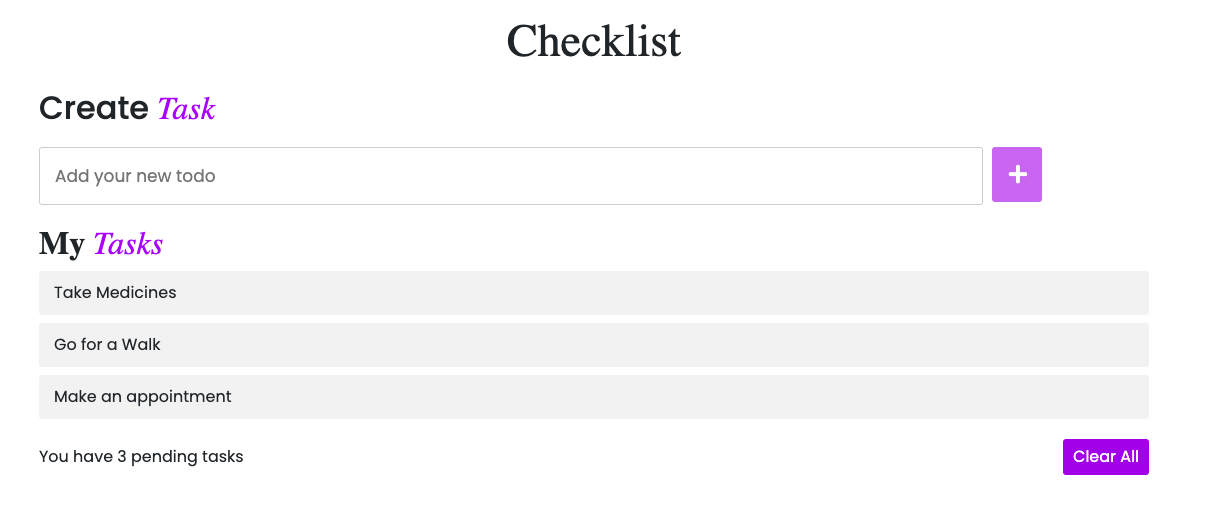 Checklist
Create Task
Add your new todo
+
My Tasks
Take Medicines
Go for a Walk
Make an appointment
You have 3 pending tasks
Clear All